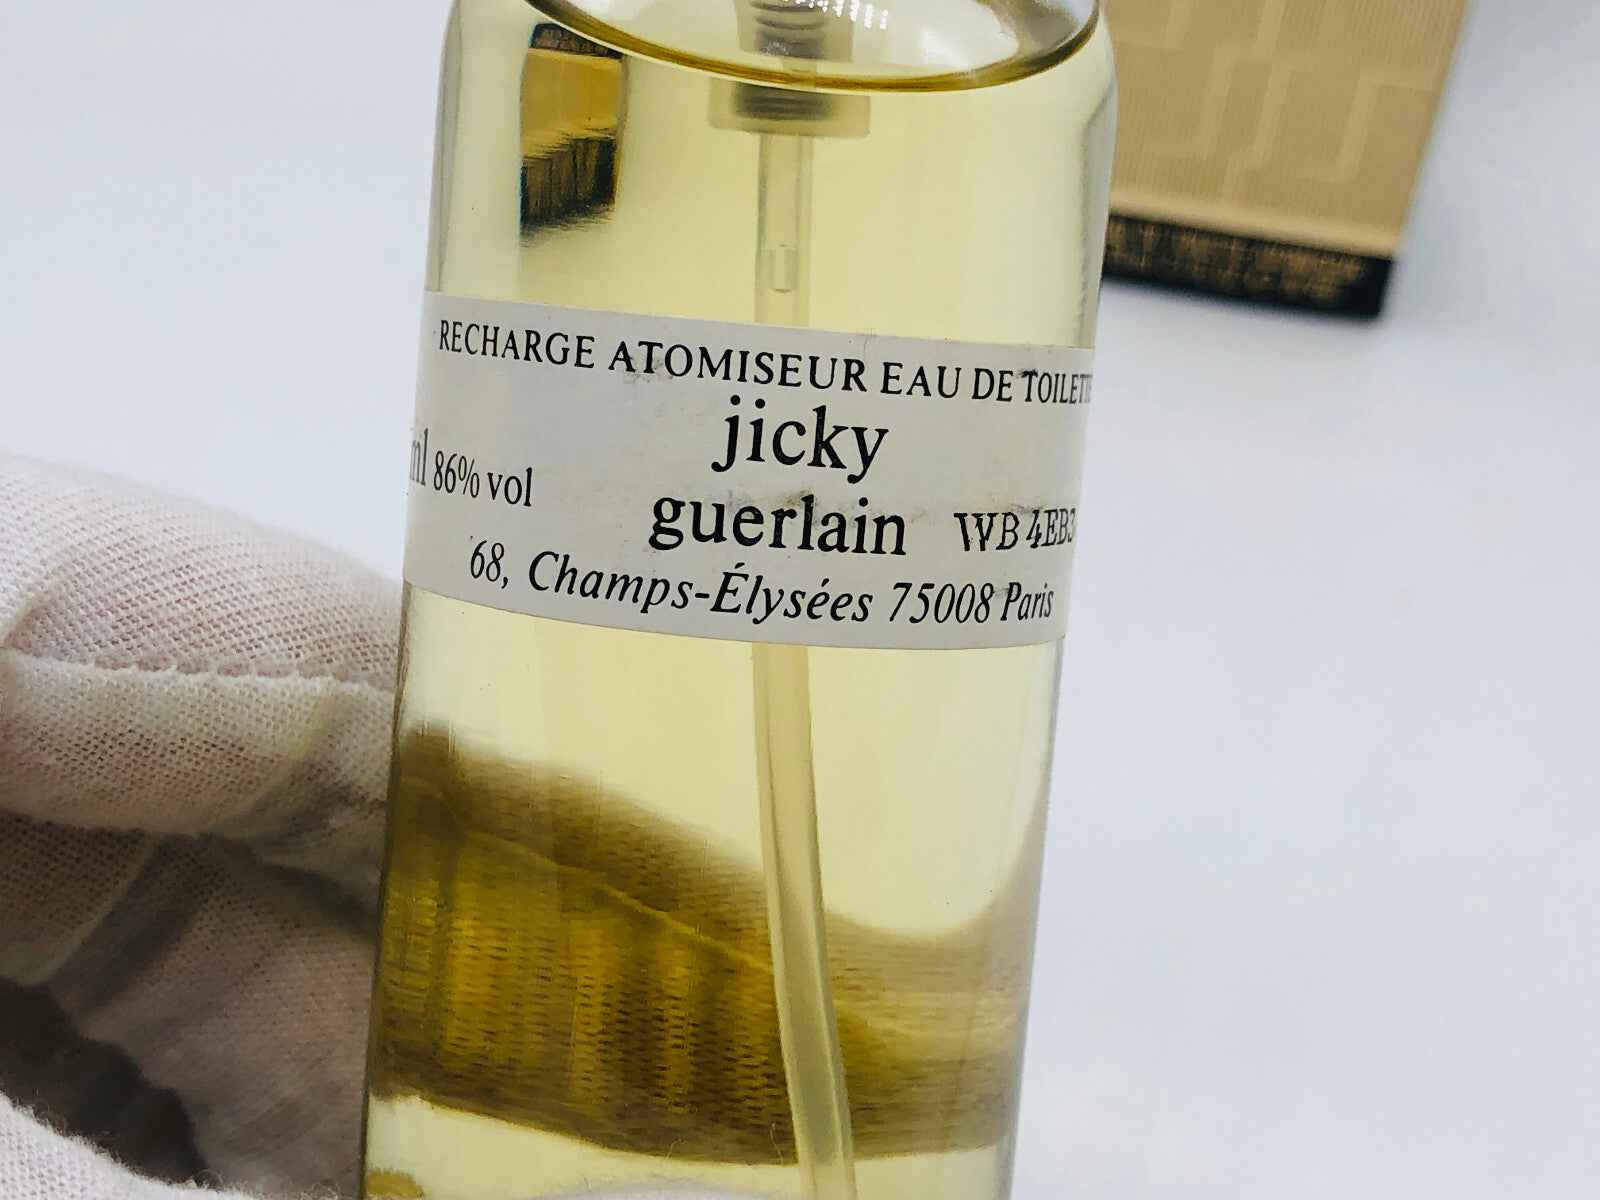 RECHARGE ATOMISEUR EAU DE TOILETTE
jicky
ml 86% vol
guerlain WB 4EB3
68, Champs-Élysées 75008 Paris